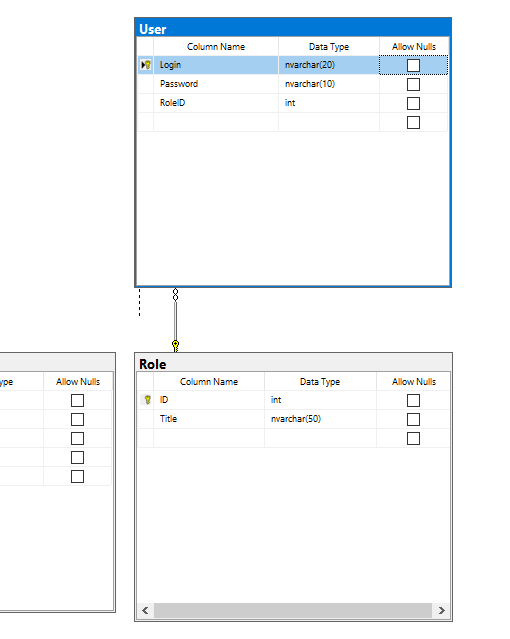 User
Column Name Data Type Allow Nulls
Login nvarchar(20)
Password nvarchar(10)
RoleID int
Role
ype Allow Nulls
Column Name Data Type Allow Nulls
ID int
Title nvarchar(50)